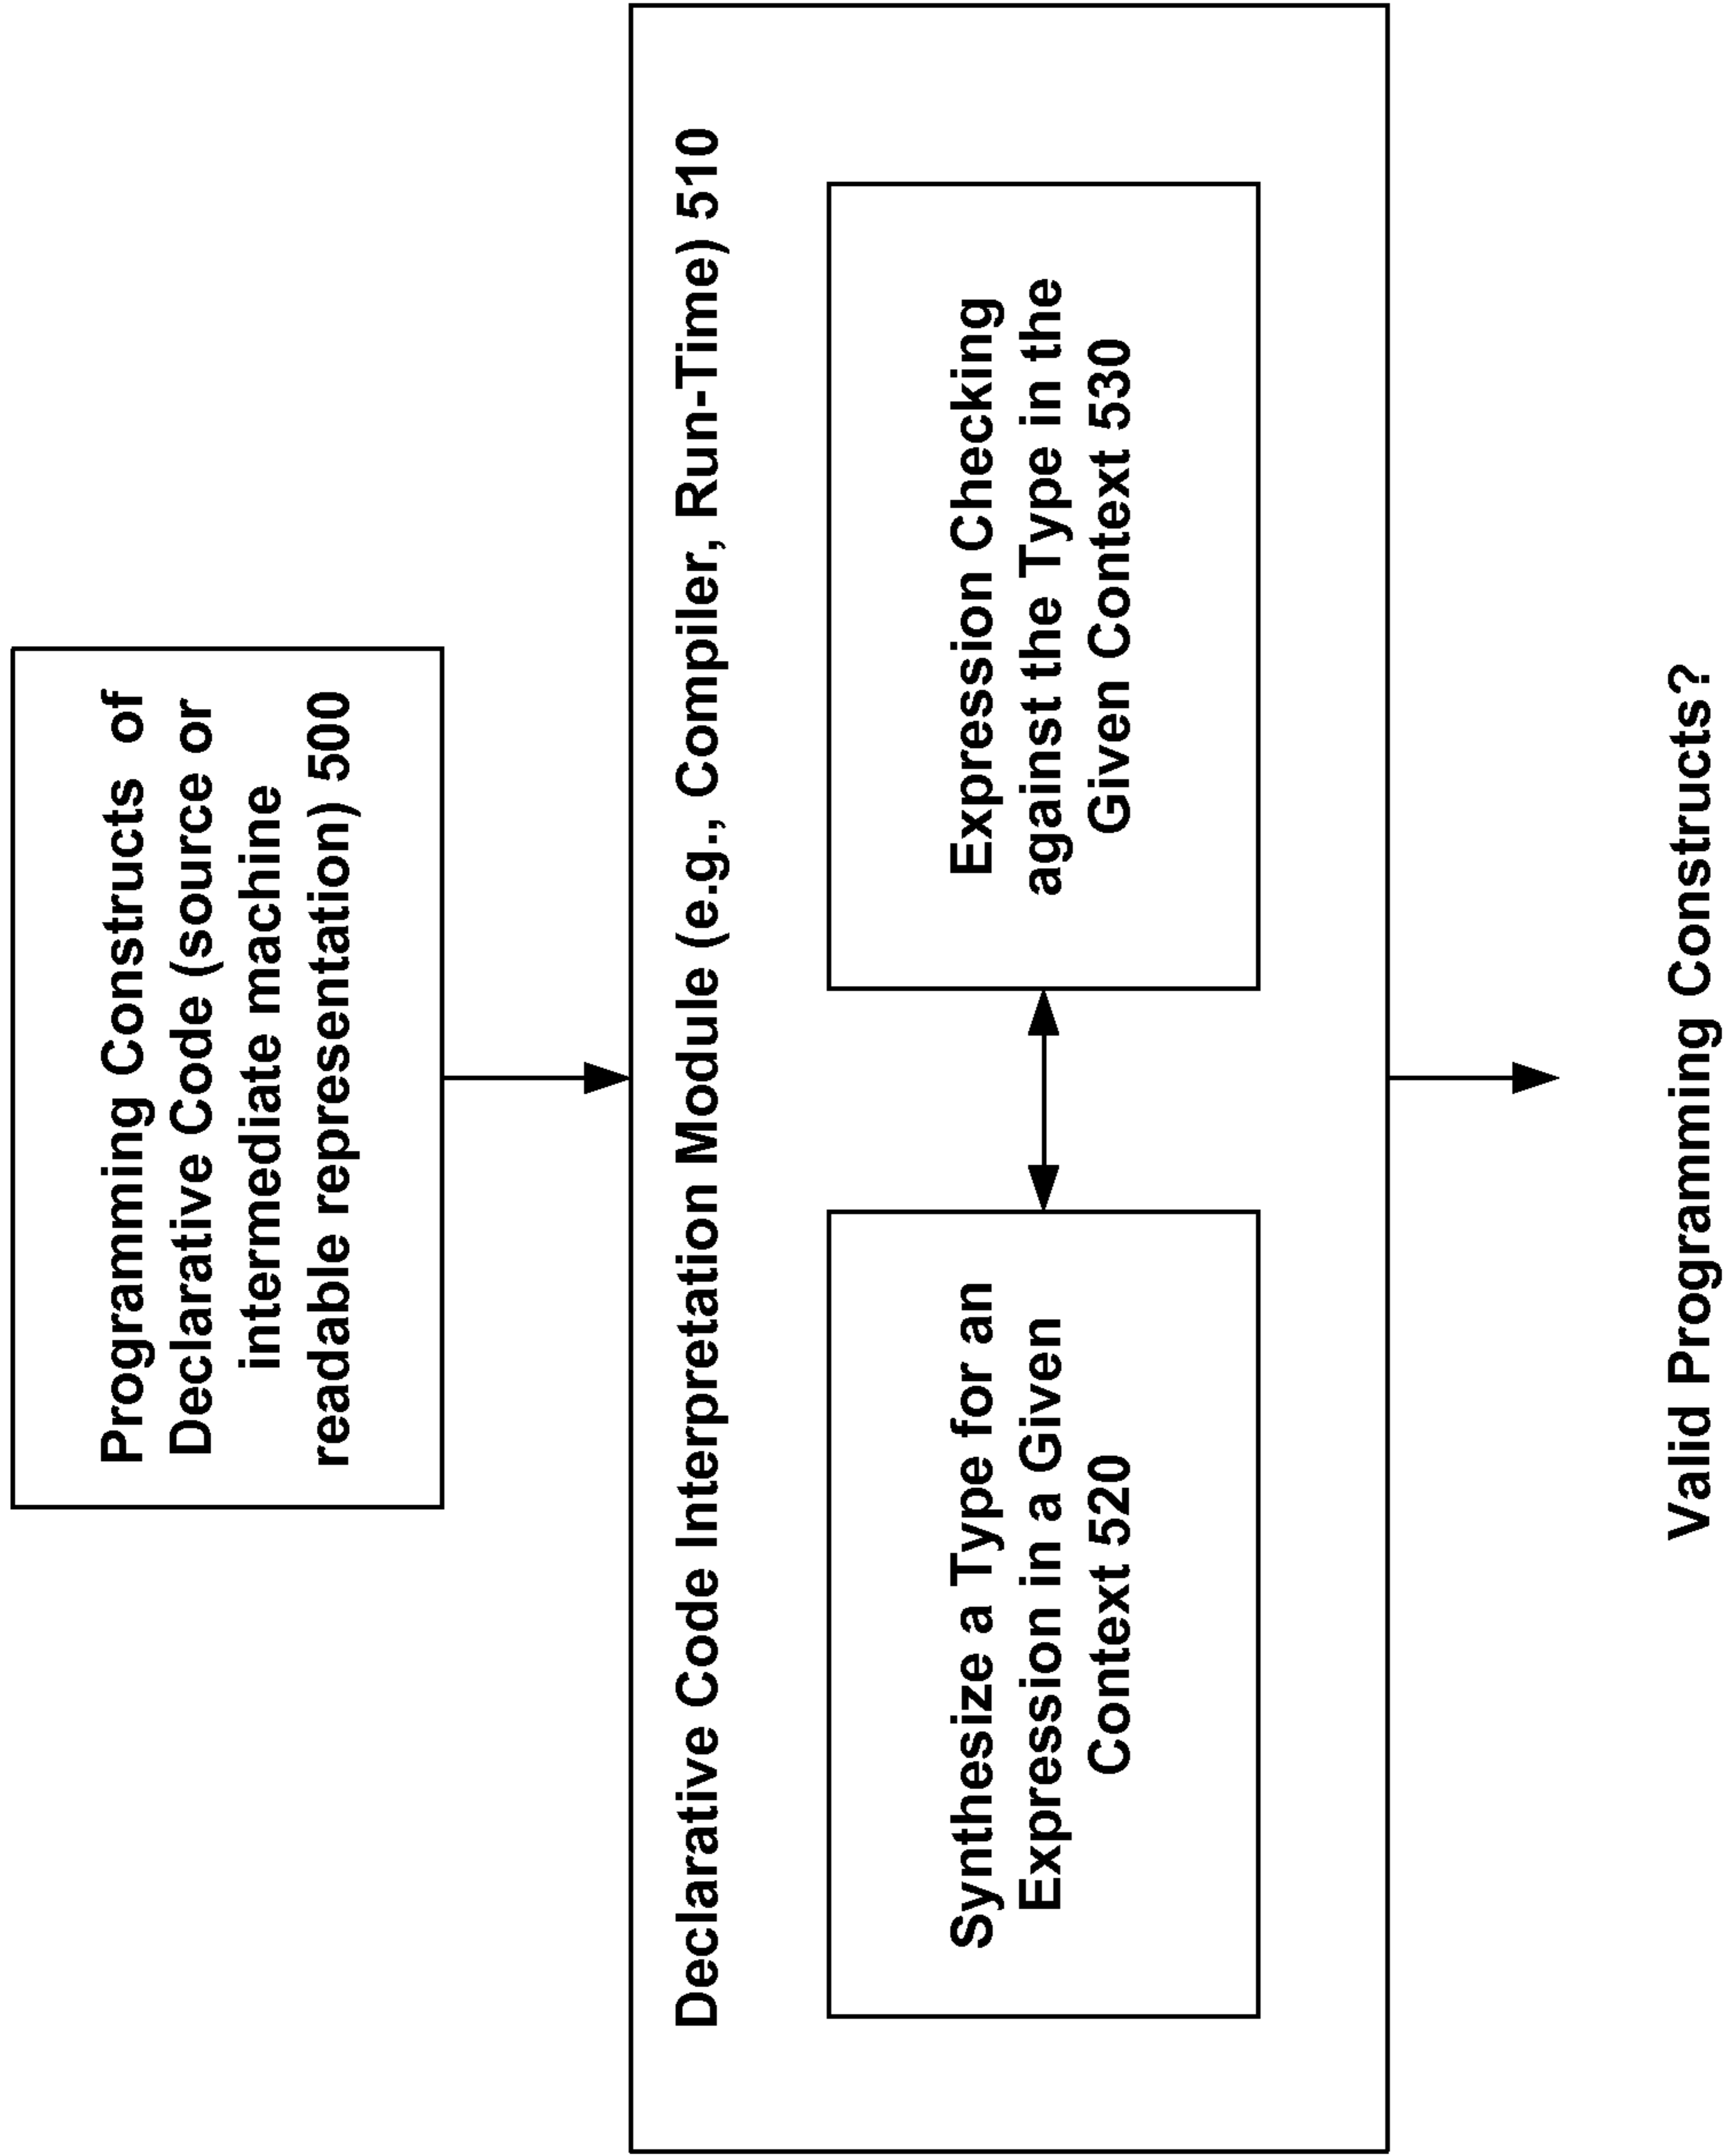 Programming Constructs of
Declarative Code (source or
intermediate machine
readable representation) 500
Declarative Code Interpretation Module (e.g., Compiler, Run-Time) 510
Synthesize a Type for an
Expression in a Given
Context 520
Expression Checking
against the Type in the
Given Context 530
Valid Programming Constructs?